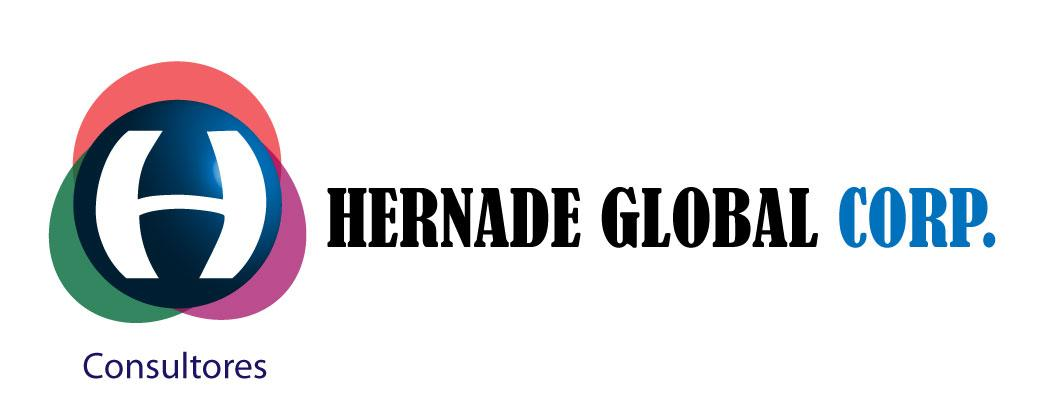 H
HERNADE GLOBAL CORP.
Consultores